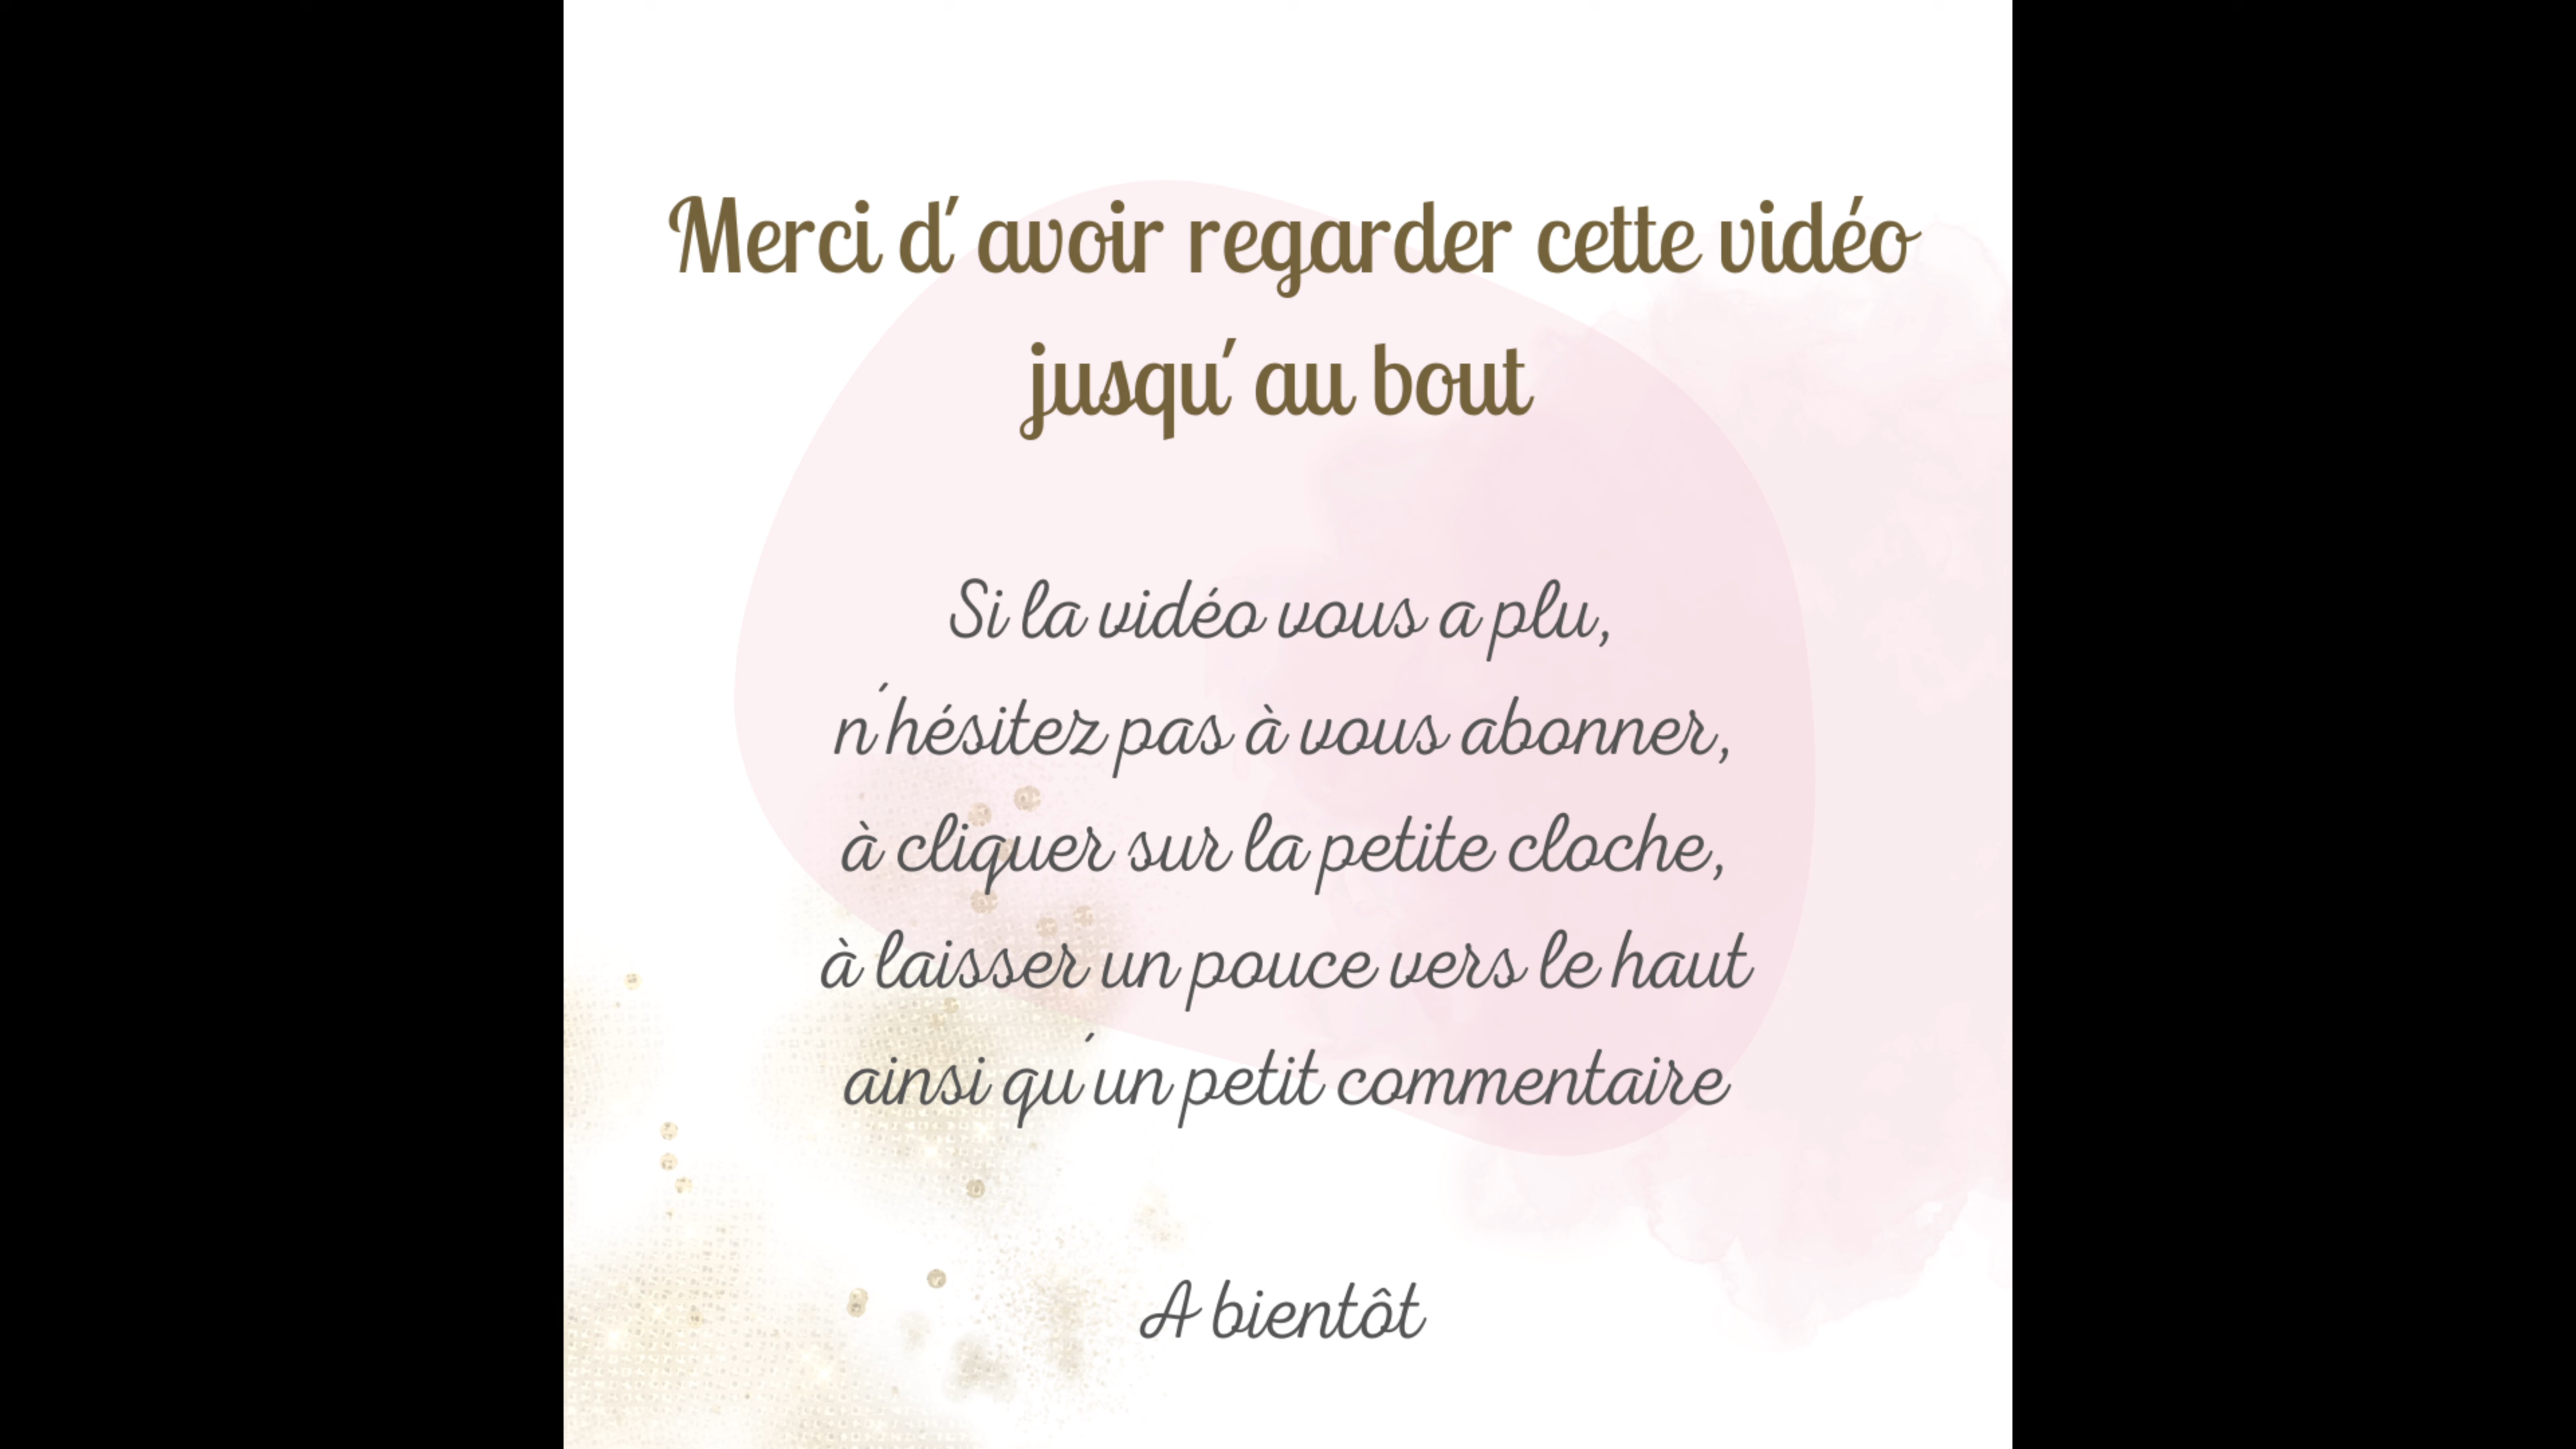 Merci d'avoir regarder cette vidéo
jusqu'au bout
Si la vidéo vous a plu,
n'hésitez pas à vous abonner,
à cliquer sur la petite cloche,
à laisser un pouce vers le haut
ainsi qu'un petit commentaire
A bientôt